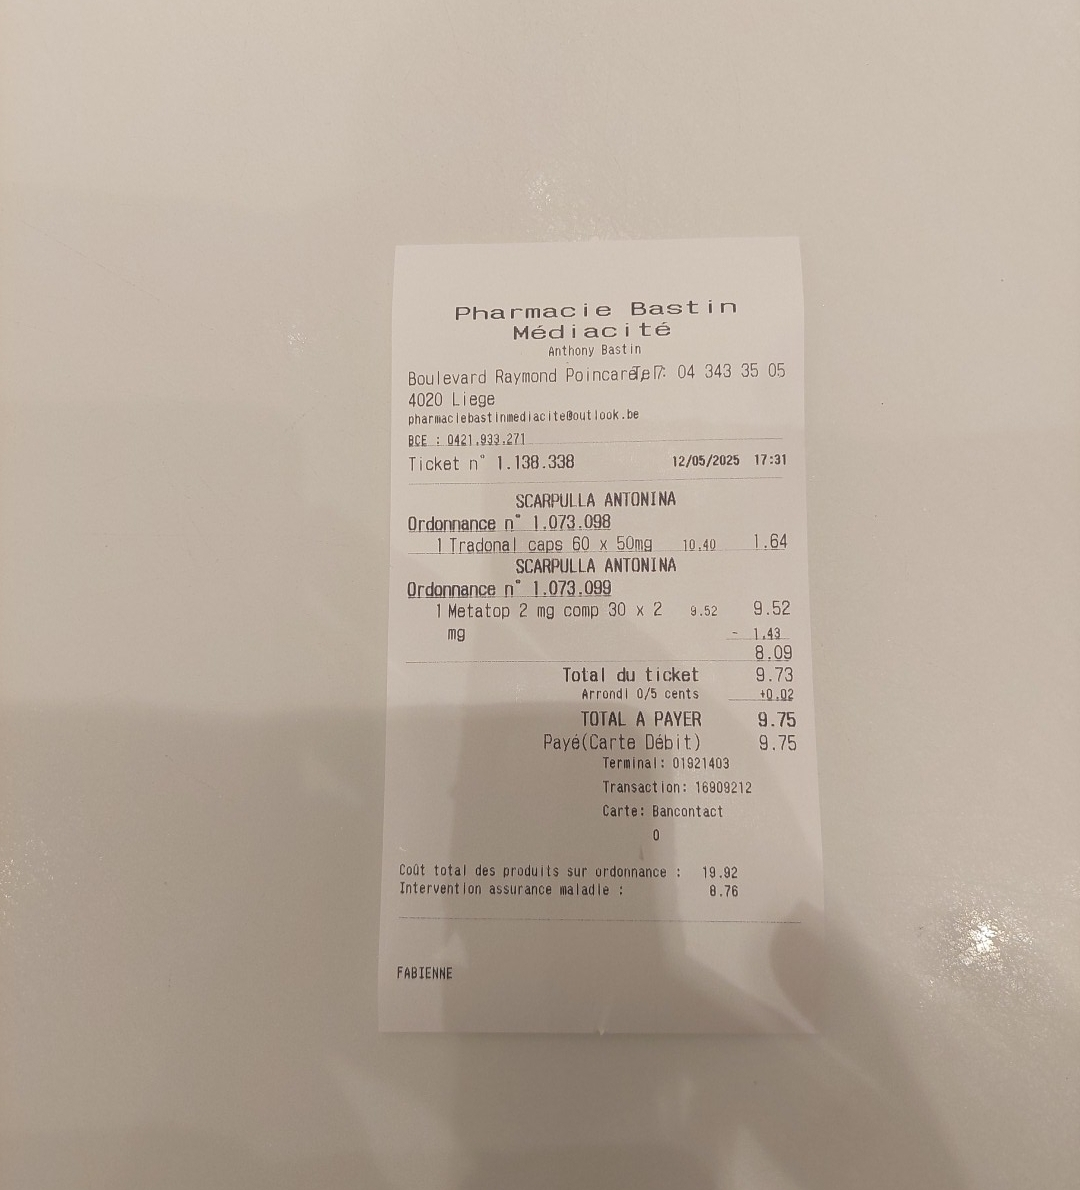 Pharmacie Bastin
Médiacité
Anthony Bastin
Boulevard Raymond Poincaré, 7 Tel : 04 343 35 05
4020 Liege
pharmaciebastinmediacite@outlook.be
BCE : 0421.933.271
Ticket n° 1.138.338 12/05/2025 17:31
SCARPULLA ANTONINA
Ordonnance n° 1.073.098
1 Tradonal caps 60 x 50mg 10.40 1.64
SCARPULLA ANTONINA
Ordonnance n° 1.073.099
1 Metatop 2 mg comp 30 x 2 9.52 9.52
mg - 1.43
8.09
Total du ticket 9.73
Arrondi 0/5 cents +0.02
TOTAL A PAYER 9.75
Payé(Carte Débit) 9.75
Terminal: 01921403
Transaction: 16909212
Carte: Bancontact
0
Coût total des produits sur ordonnance : 19.92
Intervention assurance maladie : 8.76
FABIENNE